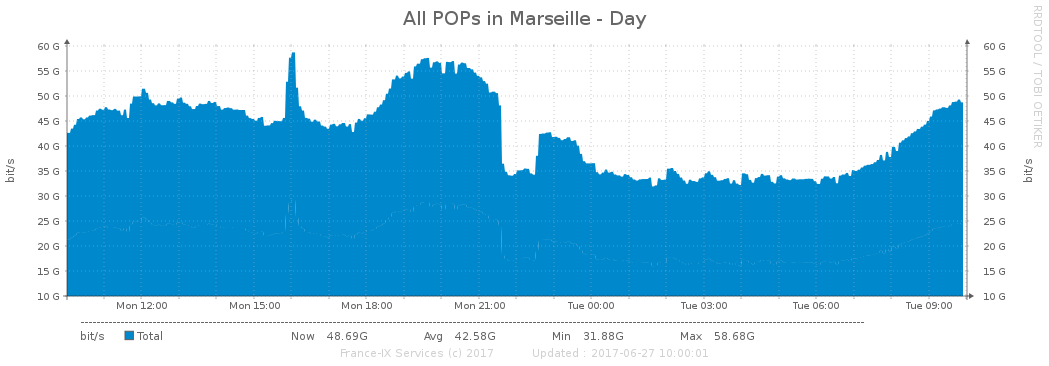 All POPs in Marseille - Day
RRDTOOL / TOBI OETIKER
60 G 60 G
55 G 55 G
50 G 50 G
45 G 45 G
40 G 40 G
35 G 35 G
30 G 30 G
25 G 25 G
20 G 20 G
15 G 15 G
10 G 10 G
bit/s bit/s
Mon 12:00 Mon 15:00 Mon 18:00 Mon 21:00 Tue 00:00 Tue 03:00 Tue 06:00 Tue 09:00
bit/s Total Now 48.69G Avg 42.58G Min 31.88G Max 58.68G
France-IX Services (c) 2017 Updated : 2017-06-27 10:00:01